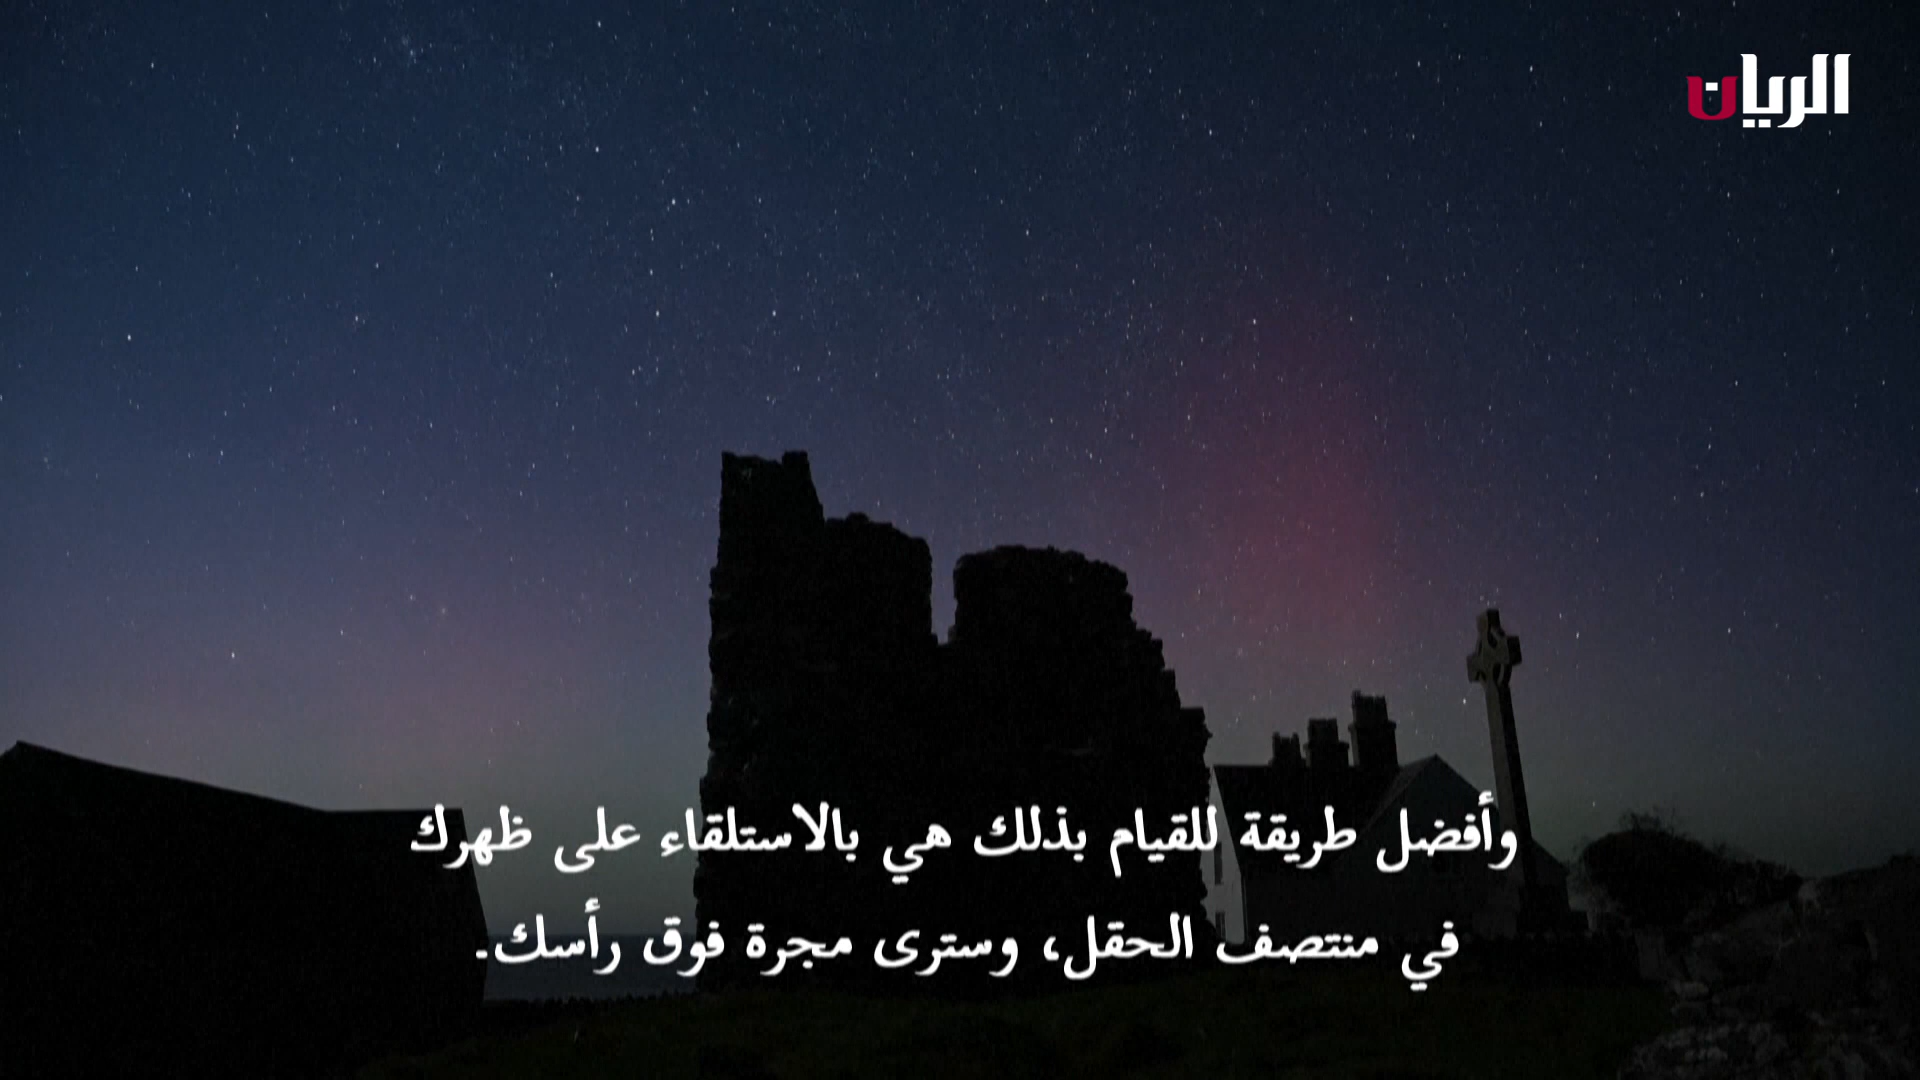 الريان
وأفضل طريقة للقيام بذلك هي بالاستلقاء على ظهرك
في منتصف الحقل، وسترى مجرة فوق رأسك.